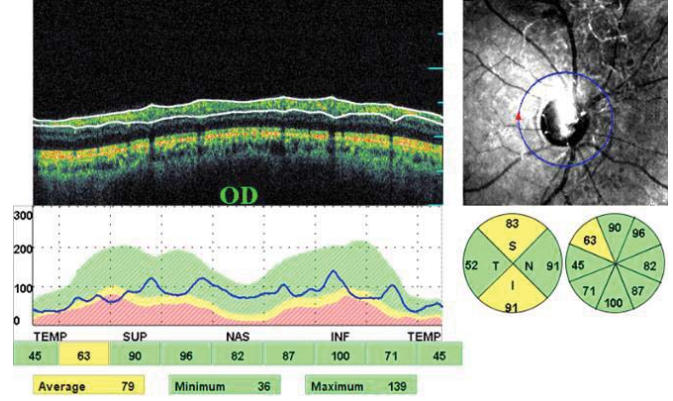 OD
300
200
100
0
TEMP SUP NAS INF TEMP
45 63 90 96 82 87 100 71 45
Average 79 Minimum 36 Maximum 139
83
S
52 T N 91
I
91
90
63 96
45 82
71 87
100